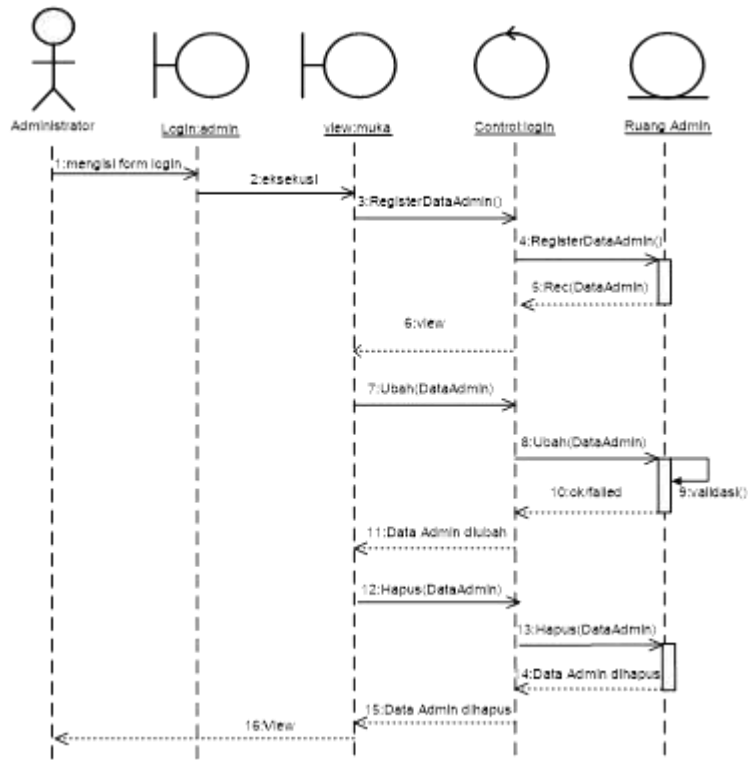 Administrator
Login:admin
view:muka
Control:login
Ruang Admin
1:mengisi form login
2:eksekusi
3:RegisterDataAdmin()
4:RegisterDataAdmin()
5:Rec(DataAdmin)
6:view
7:Ubah(DataAdmin)
8:Ubah(DataAdmin)
9:validasi()
10:ok/failed
11:Data Admin diubah
12:Hapus(DataAdmin)
13:Hapus(DataAdmin)
4:Data Admin dihapus
15:Data Admin dihapus
16:View